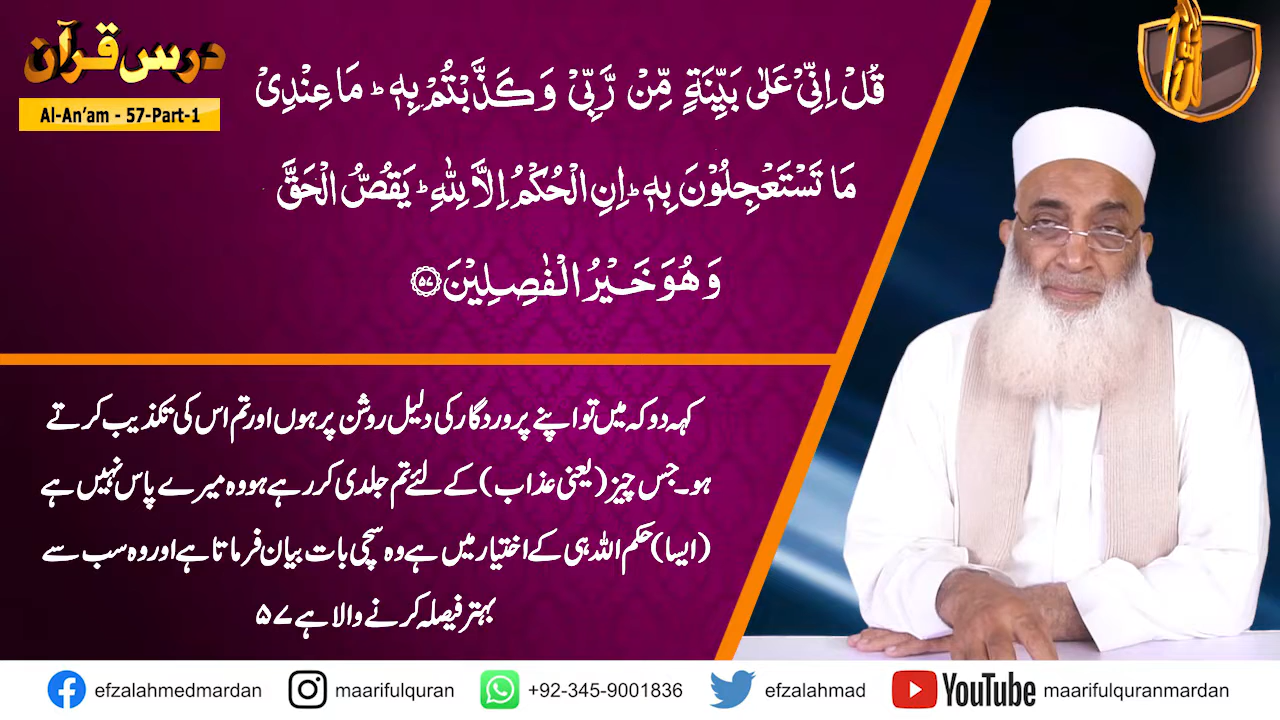 درس قرآن
Al-An'am - 57-Part-1
قُلْ اِنِّیْ عَلٰی بَیِّنَةٍ مِّنْ رَّبِّیْ وَ كَذَّبْتُمْ بِهٖ ؕ مَا عِنْدِیْ
مَا تَسْتَعْجِلُوْنَ بِهٖ ؕ اِنِ الْحُكْمُ اِلَّا لِلّٰهِ ؕ یَقُصُّ الْحَقَّ
وَ هُوَ خَیْرُ الْفٰصِلِیْنَ ۵۷
کہہ دو کہ میں تو اپنے پروردگار کی دلیل روشن پر ہوں اور تم اس کی تکذیب کرتے
ہو۔ جس چیز (یعنی عذاب) کے لئے تم جلدی کر رہے ہو وہ میرے پاس نہیں ہے
(ایسا) حکم اللہ ہی کے اختیار میں ہے وہ سچی بات بیان فرماتا ہے اور وہ سب سے
بہتر فیصلہ کرنے والا ہے ۵۷
efzalahmedmardan
maarifulquran
+92-345-9001836
efzalahmad
YouTube maarifulquranmardan